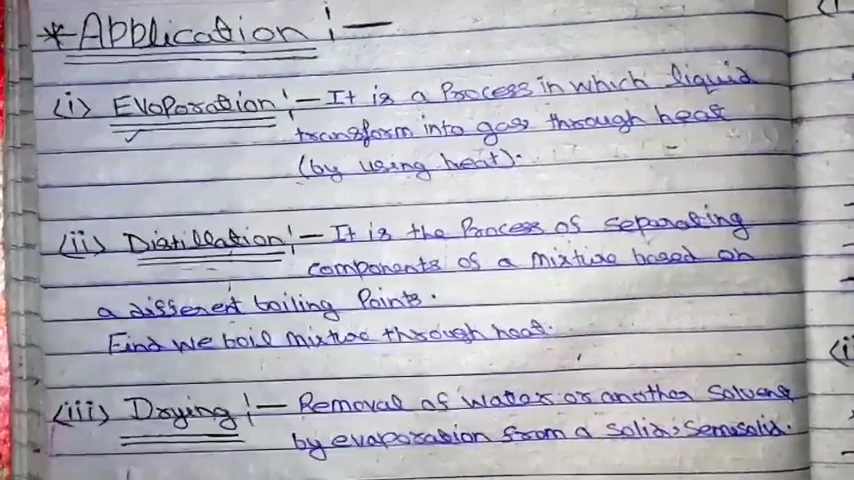 *Application :—
(i) Evaporation :— It is a Process in which liquid
transform into gas through heat
(by using heat).
(ii) Distillation :— It is the Process of separating
components of a mixture based on
a different boiling Points.
Find we boil mixture through heat.
(iii) Drying :— Removal of water or another solvent
by evaporation from a solid, semisolid.